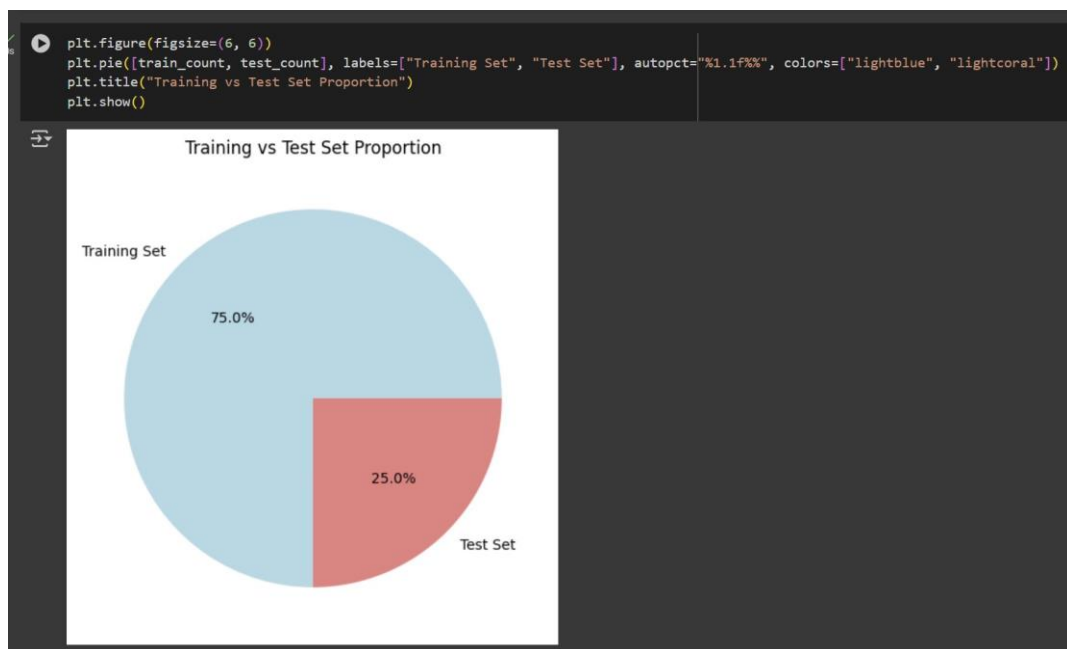 plt.figure(figsize=(6, 6))
plt.pie([train_count, test_count], labels=["Training Set", "Test Set"], autopct="%1.1f%%", colors=["lightblue", "lightcoral"])
plt.title("Training vs Test Set Proportion")
plt.show()
Training vs Test Set Proportion
Training Set
75.0%
25.0%
Test Set